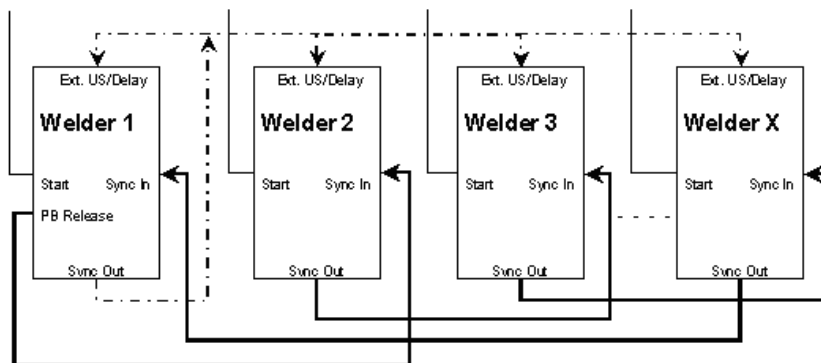 Ext. US/Delay
Welder 1
Start Sync In
PB Release
Sync Out
Ext. US/Delay
Welder 2
Start Sync In
Sync Out
Ext. US/Delay
Welder 3
Start Sync In
Sync Out
Ext. US/Delay
Welder X
Start Sync In
Sync Out